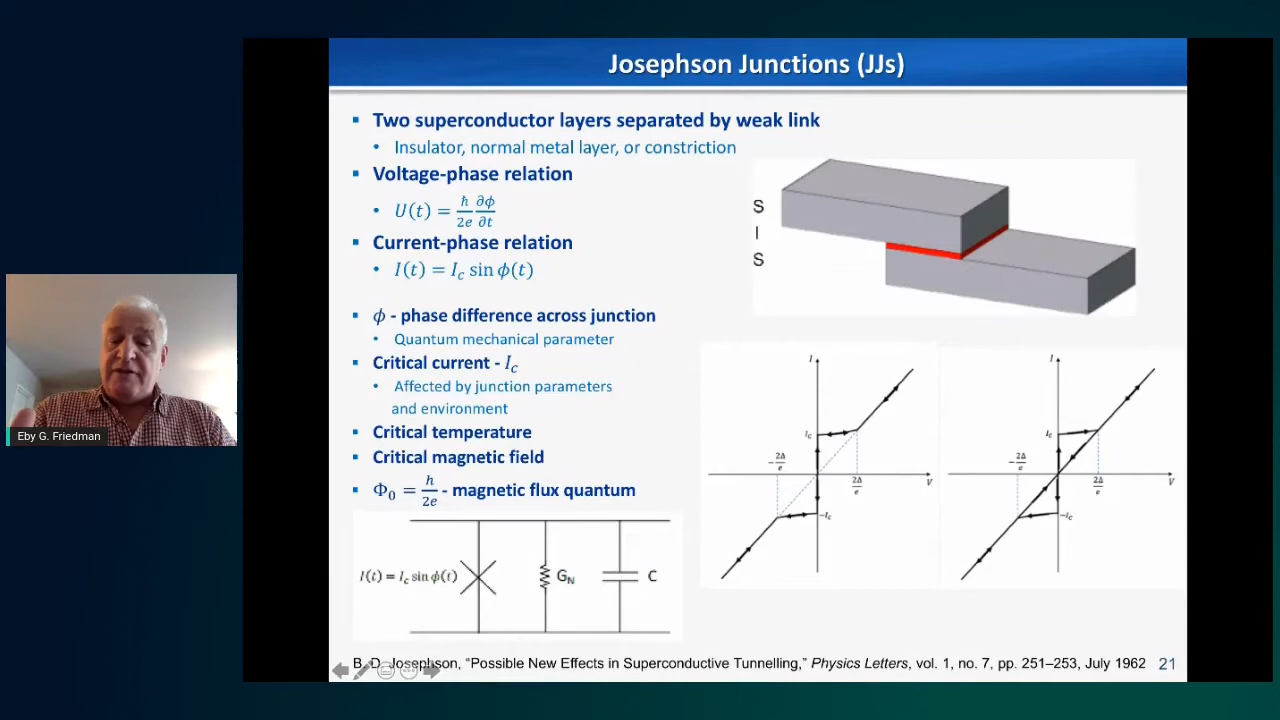 Josephson Junctions (JJs)
▪ Two superconductor layers separated by weak link
• Insulator, normal metal layer, or constriction
▪ Voltage-phase relation
• U(t) = ℏ/2e ∂ϕ/∂t
▪ Current-phase relation
• I(t) = I_c sin ϕ(t)
▪ ϕ - phase difference across junction
• Quantum mechanical parameter
▪ Critical current - I_c
• Affected by junction parameters
and environment
▪ Critical temperature
▪ Critical magnetic field
▪ Φ₀ = h/2e - magnetic flux quantum
I(t) = I_c sin ϕ(t)
G_N
C
S
I
S
I
I_c
-2Δ/e
2Δ/e
V
-I_c
I
I_c
-2Δ/e
2Δ/e
V
-I_c
B. D. Josephson, “Possible New Effects in Superconductive Tunnelling,” Physics Letters, vol. 1, no. 7, pp. 251–253, July 1962
21
Eby G. Friedman